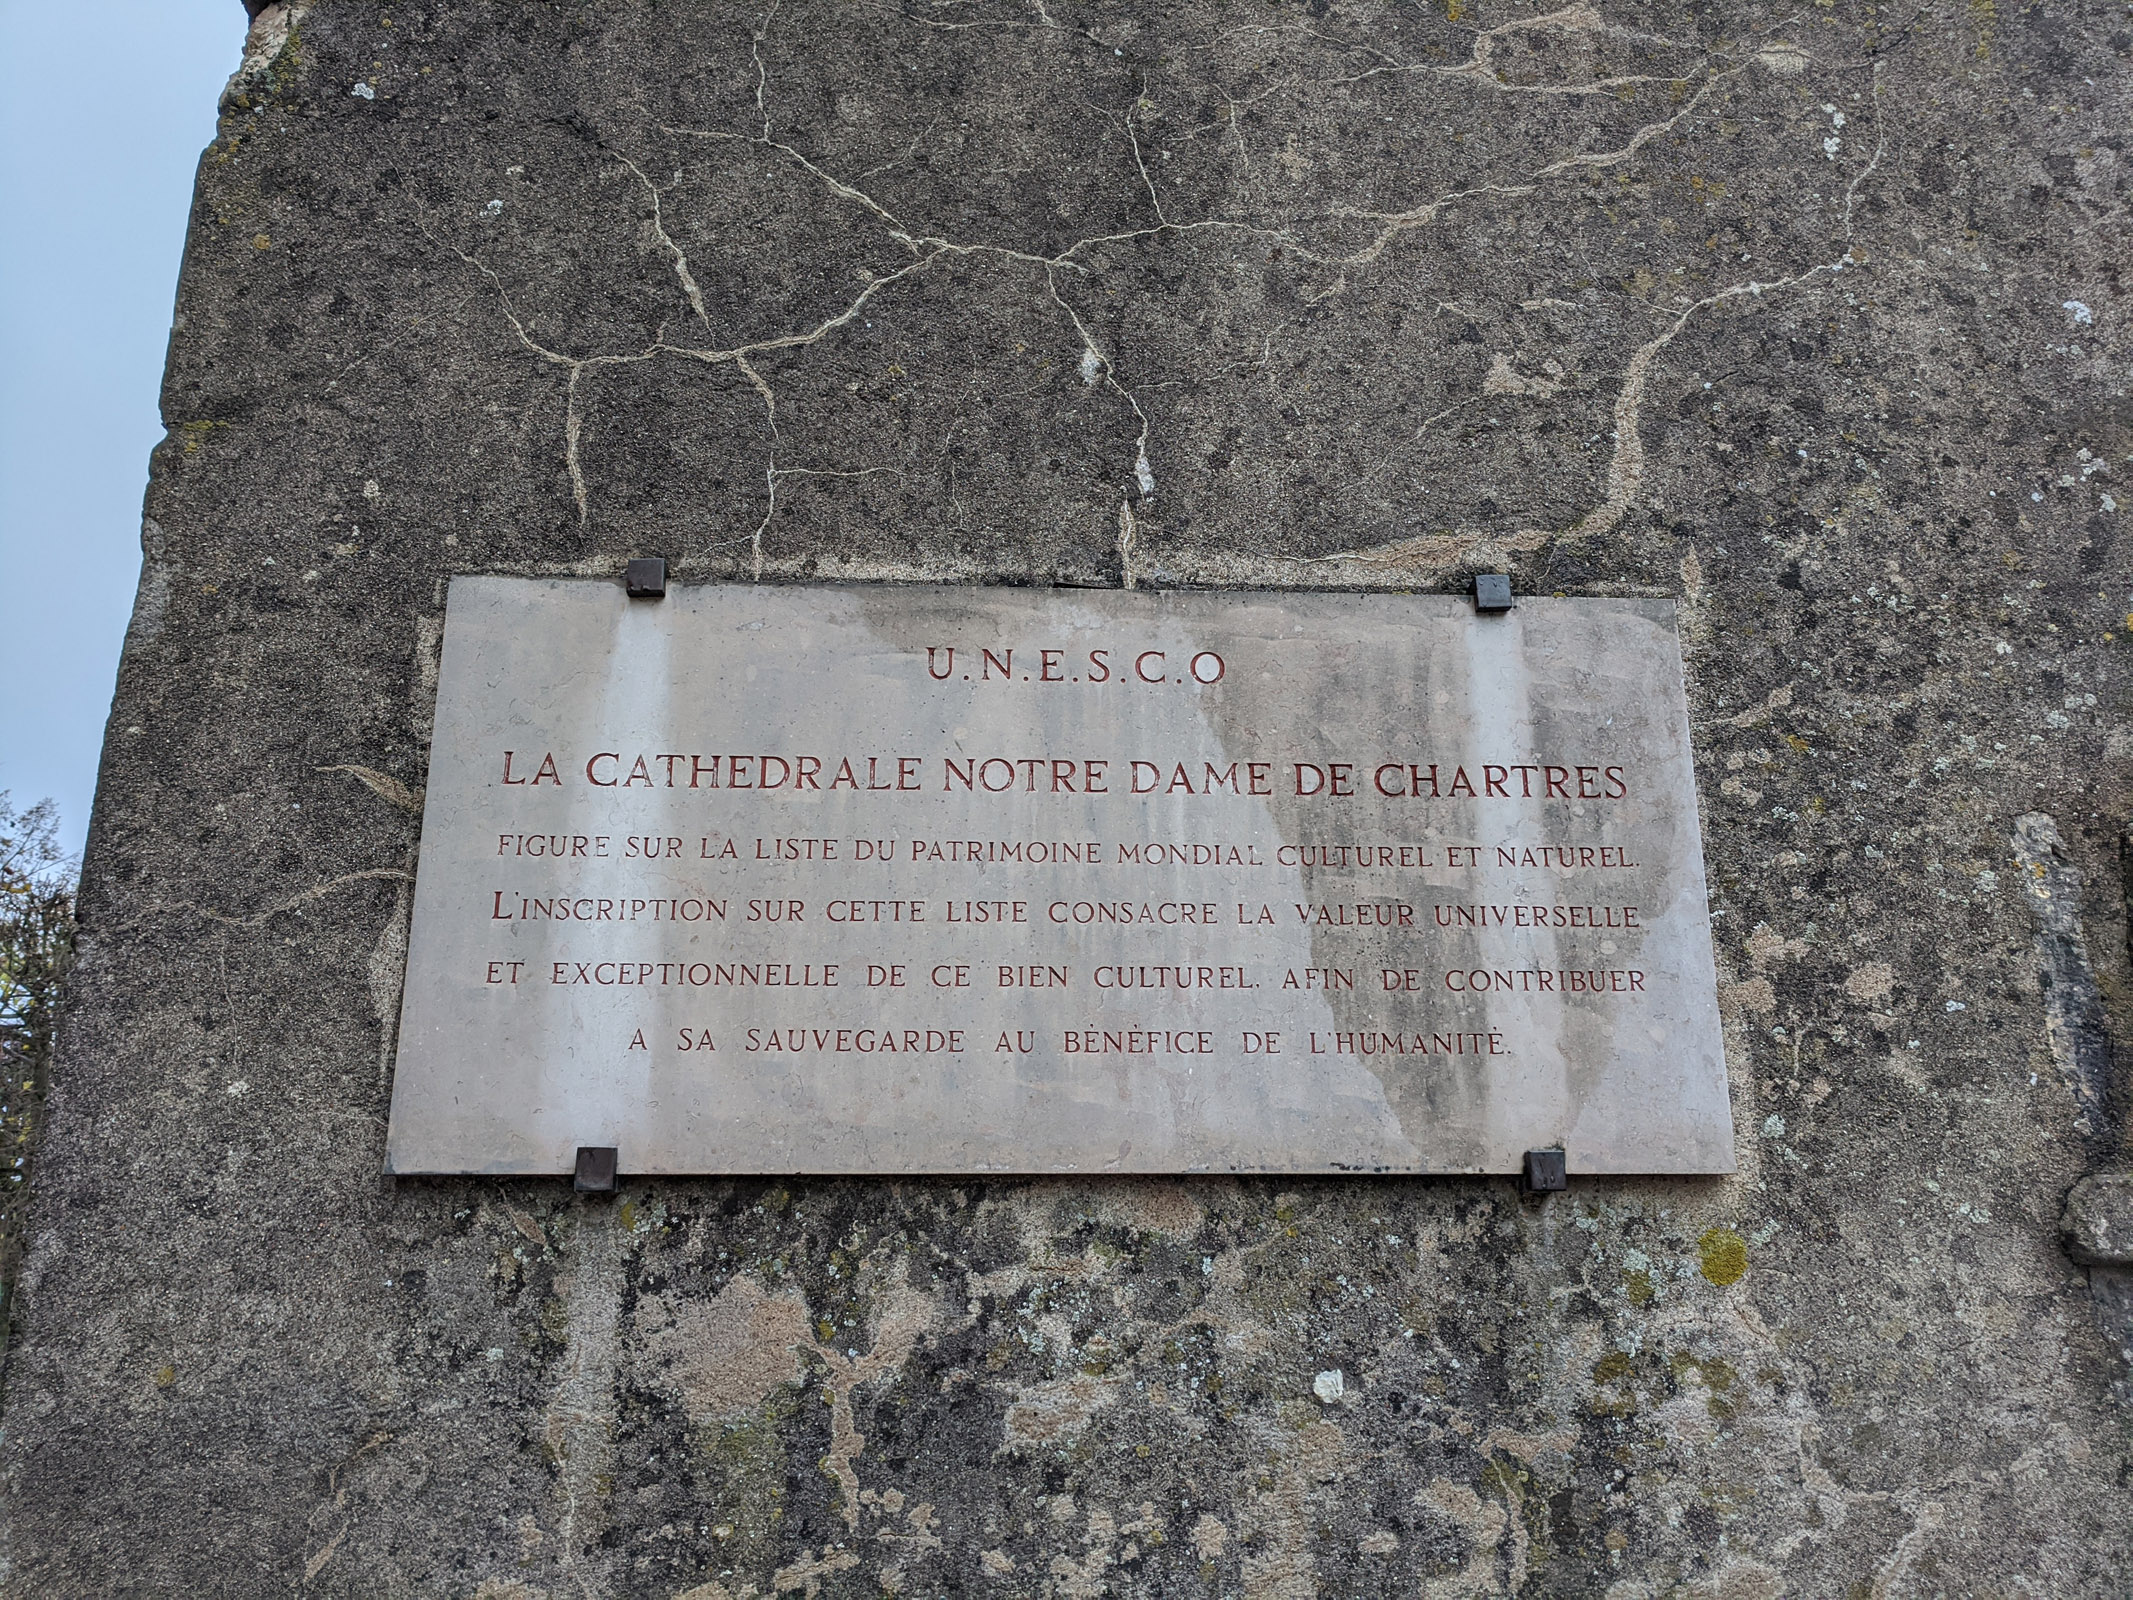 U.N.E.S.C.O
LA CATHEDRALE NOTRE DAME DE CHARTRES
FIGURE SUR LA LISTE DU PATRIMOINE MONDIAL CULTUREL ET NATUREL.
L'INSCRIPTION SUR CETTE LISTE CONSACRE LA VALEUR UNIVERSELLE
ET EXCEPTIONNELLE DE CE BIEN CULTUREL, AFIN DE CONTRIBUER
A SA SAUVEGARDE AU BÉNÉFICE DE L'HUMANITÉ.